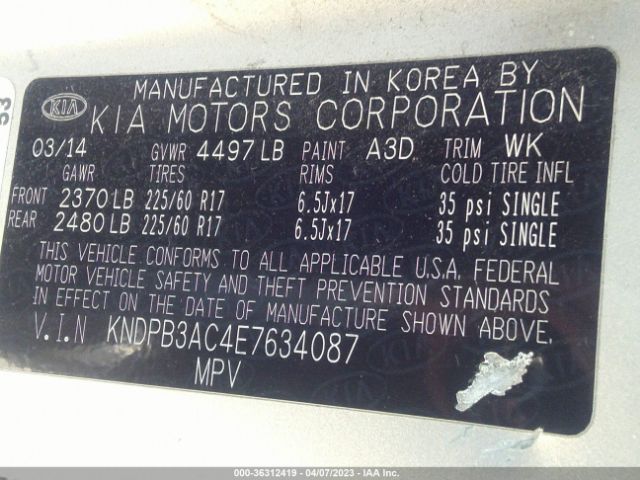 53
MANUFACTURED IN KOREA BY
KIA KIA MOTORS CORPORATION
03/14 GVWR 4497 LB PAINT A3D TRIM WK
GAWR TIRES RIMS COLD TIRE INFL
FRONT 2370 LB 225/60 R17 6.5Jx17 35 psi SINGLE
REAR 2480 LB 225/60 R17 6.5Jx17 35 psi SINGLE
THIS VEHICLE CONFORMS TO ALL APPLICABLE U.S.A. FEDERAL
MOTOR VEHICLE SAFETY AND THEFT PREVENTION STANDARDS
IN EFFECT ON THE DATE OF MANUFACTURE SHOWN ABOVE.
V.I.N KNDPB3AC4E7634087
MPV
000-36312419 - 04/07/2023 - IAA Inc.